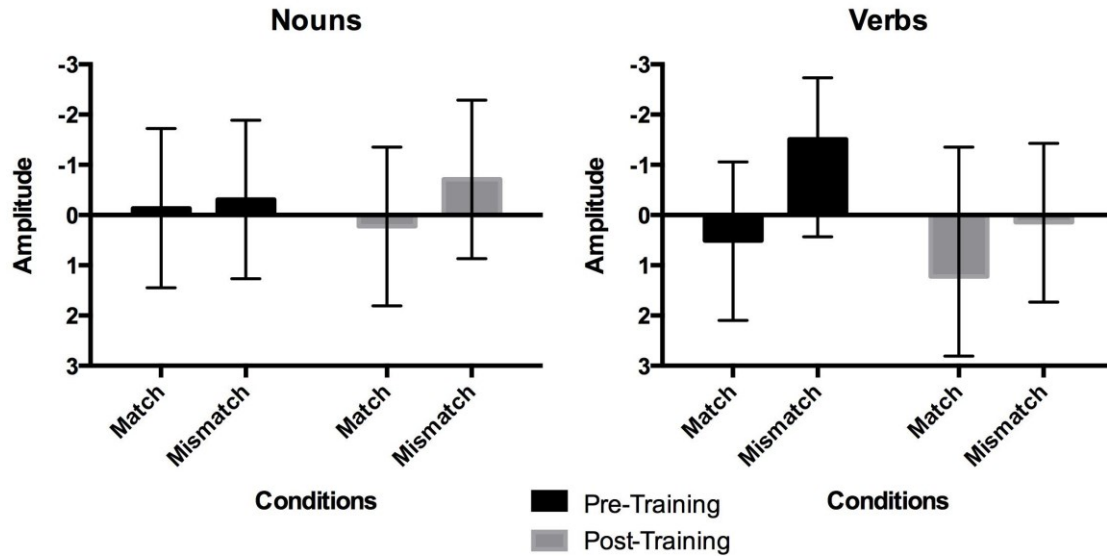 Nouns
Amplitude
-3
-2
-1
0
1
2
3
Match
Mismatch
Match
Mismatch
Conditions
Verbs
Amplitude
-3
-2
-1
0
1
2
3
Match
Mismatch
Match
Mismatch
Conditions
Pre-Training
Post-Training